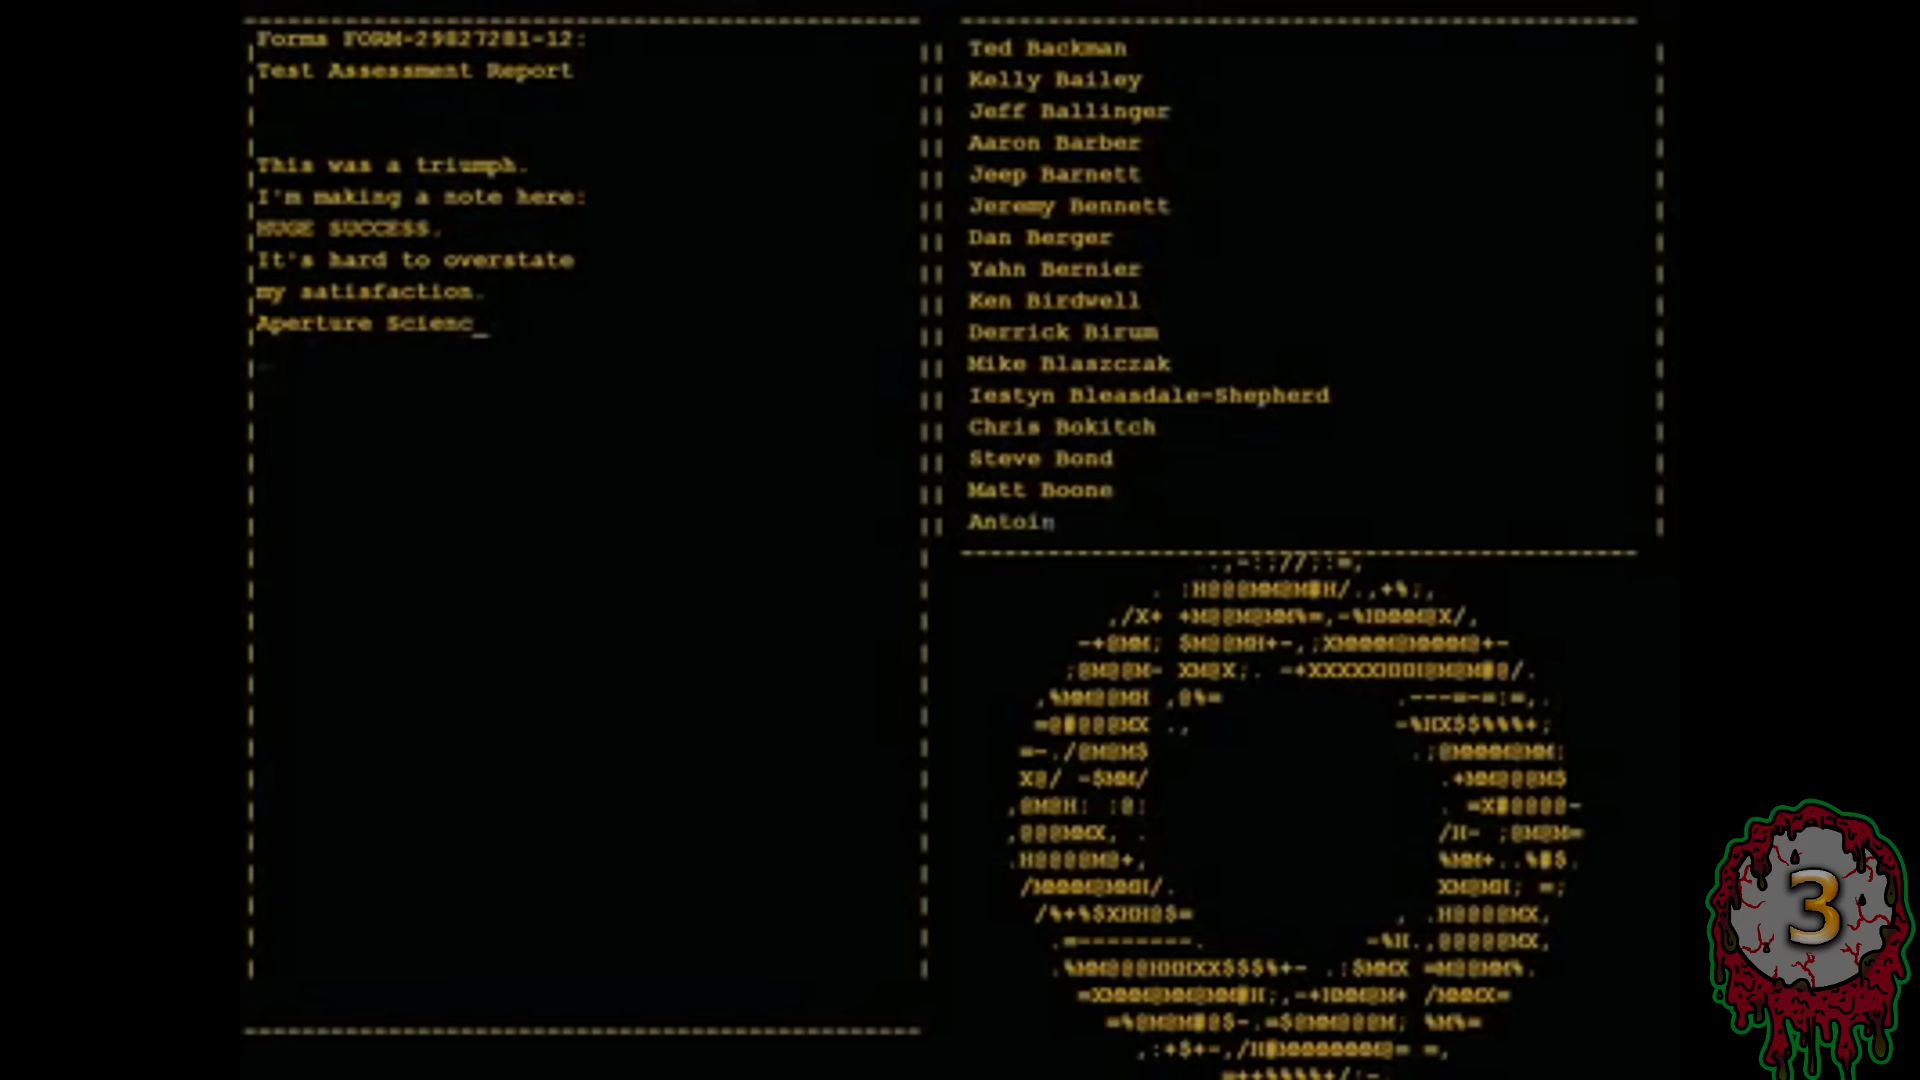 Forms FORM-29827281-12:
Test Assessment Report
This was a triumph.
I'm making a note here:
HUGE SUCCESS.
It's hard to overstate
my satisfaction.
Aperture Scienc_
Ted Backman
Kelly Bailey
Jeff Ballinger
Aaron Barber
Jeep Barnett
Jeremy Bennett
Dan Berger
Yahn Bernier
Ken Birdwell
Derrick Birum
Mike Blaszczak
Iestyn Bleasdale-Shepherd
Chris Bokitch
Steve Bond
Matt Boone
Antoin
3